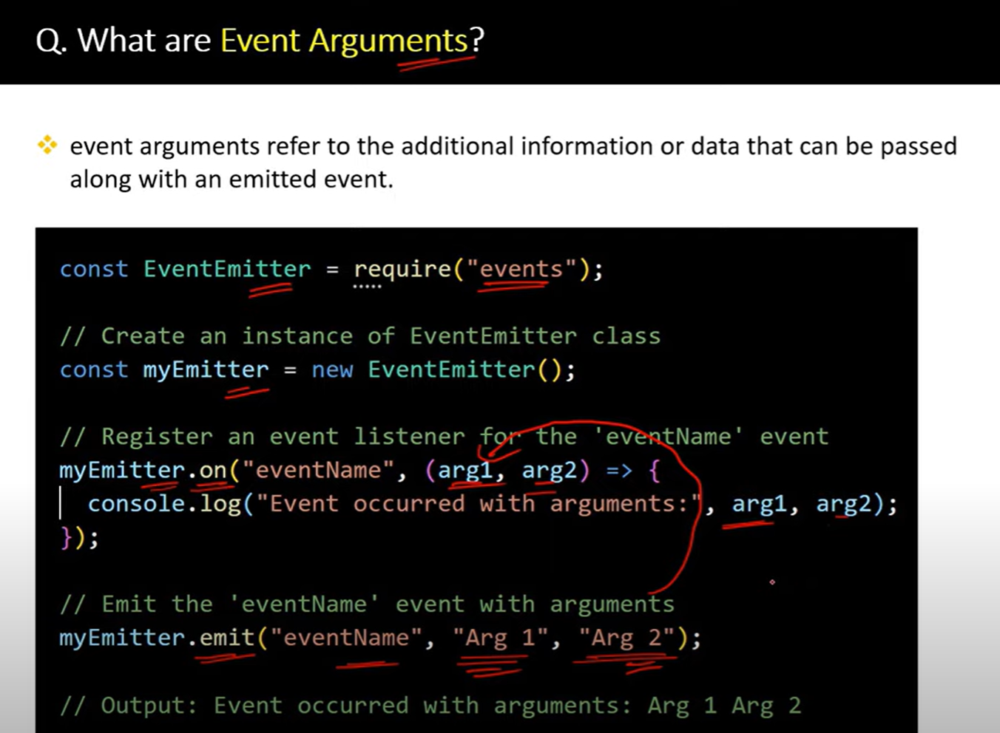 Q. What are Event Arguments?
event arguments refer to the additional information or data that can be passed
along with an emitted event.
const EventEmitter = require("events");
// Create an instance of EventEmitter class
const myEmitter = new EventEmitter();
// Register an event listener for the 'eventName' event
myEmitter.on("eventName", (arg1, arg2) => {
console.log("Event occurred with arguments:", arg1, arg2);
});
// Emit the 'eventName' event with arguments
myEmitter.emit("eventName", "Arg 1", "Arg 2");
// Output: Event occurred with arguments: Arg 1 Arg 2